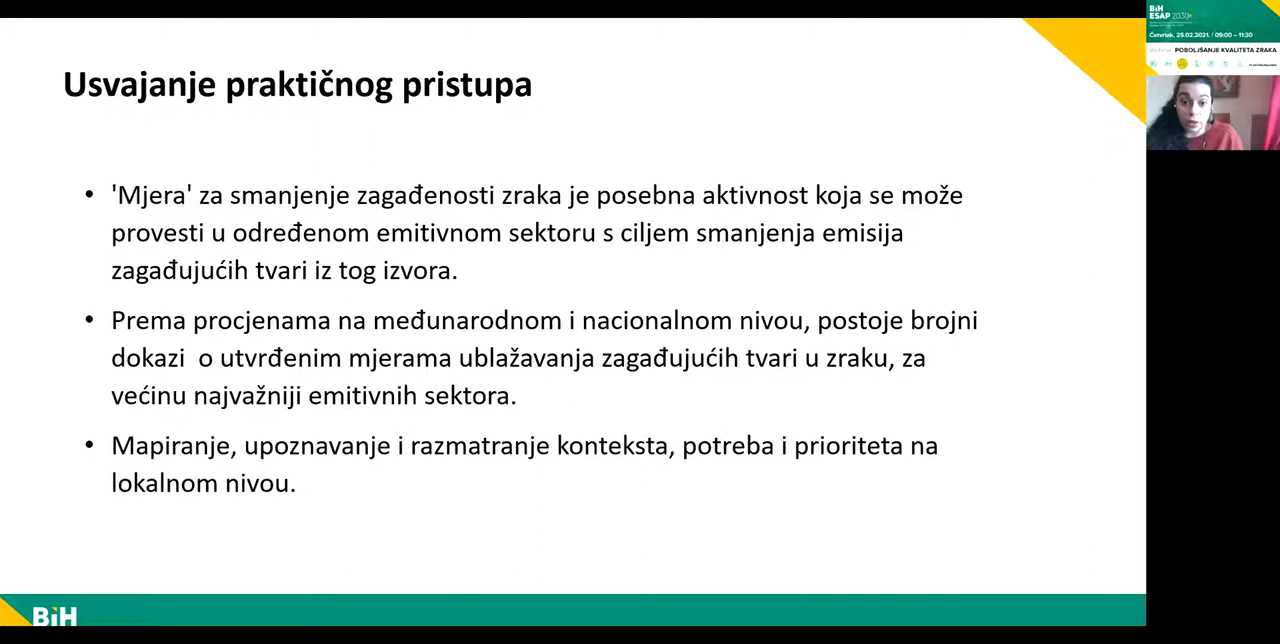 Usvajanje praktičnog pristupa
• 'Mjera' za smanjenje zagađenosti zraka je posebna aktivnost koja se može
provesti u određenom emitivnom sektoru s ciljem smanjenja emisija
zagađujućih tvari iz tog izvora.
• Prema procjenama na međunarodnom i nacionalnom nivou, postoje brojni
dokazi o utvrđenim mjerama ublažavanja zagađujućih tvari u zraku, za
većinu najvažniji emitivnih sektora.
• Mapiranje, upoznavanje i razmatranje konteksta, potreba i prioriteta na
lokalnom nivou.
BiH
BiH
ESAP 2030+
Četvrtak, 25.02.2021. / 09:00 – 11:30
Webinar: POBOLJŠANJE KVALITETA ZRAKA